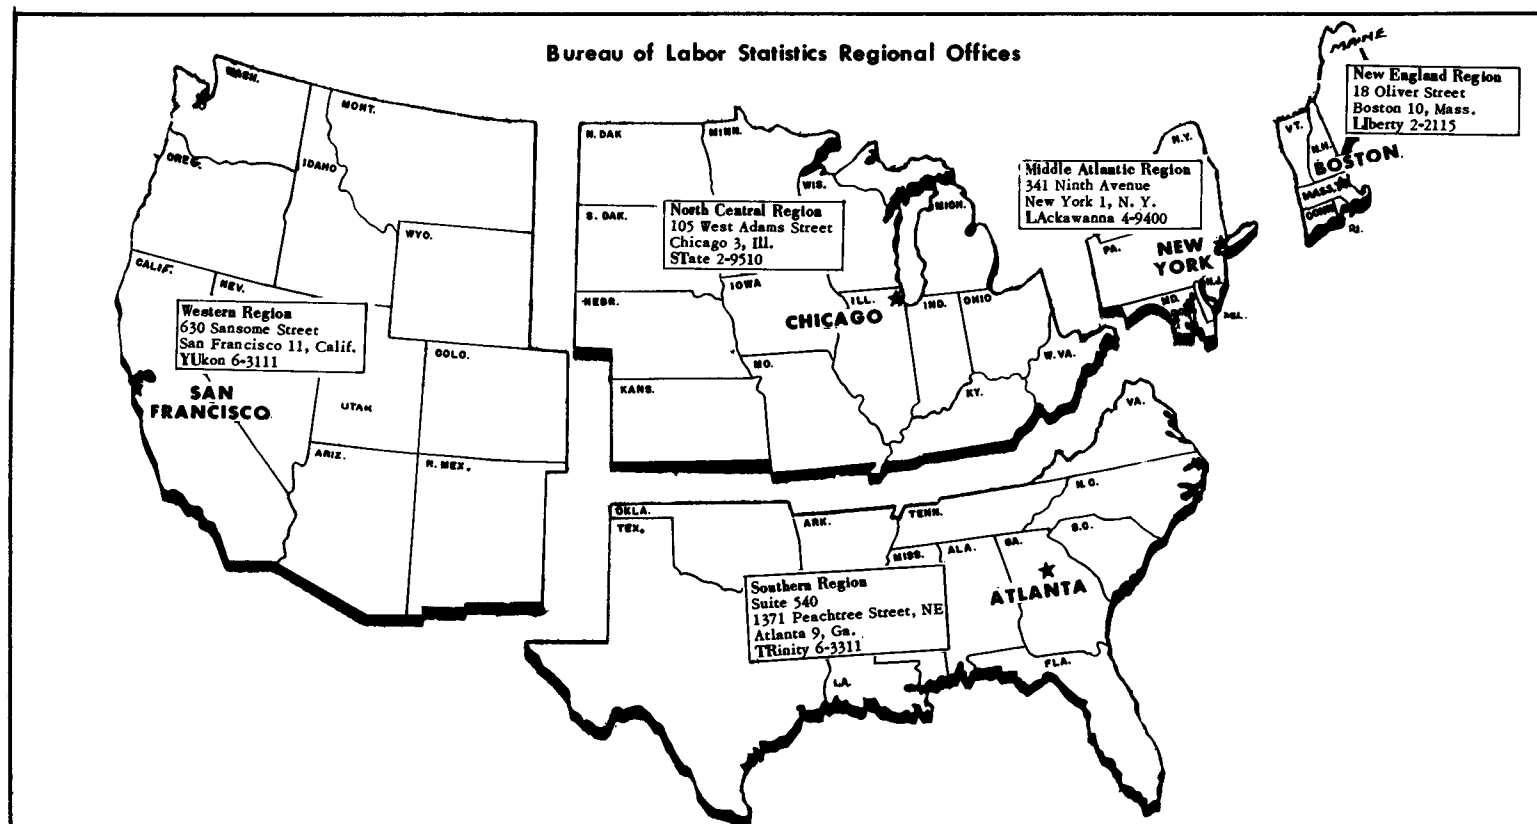 Bureau of Labor Statistics Regional Offices
MAINE
New England Region
18 Oliver Street
Boston 10, Mass.
LIberty 2-2115
VT.
N.H.
BOSTON
MASS.
CONN.
R.I.
N.Y.
Middle Atlantic Region
341 Ninth Avenue
New York 1, N. Y.
LAckawanna 4-9400
PA.
NEW
YORK
N.J.
MD.
DEL.
WASH.
MONT.
OREG.
IDAHO
WYO.
CALIF.
NEV.
Western Region
630 Sansome Street
San Francisco 11, Calif.
YUkon 6-3111
COLO.
SAN
FRANCISCO
UTAH
ARIZ.
N. MEX.
N. DAK
MINN.
WIS.
MICH.
S. DAK.
North Central Region
105 West Adams Street
Chicago 3, Ill.
STate 2-9510
IOWA
NEBR.
ILL.
IND.
OHIO
CHICAGO
MO.
W. VA.
KANS.
KY.
VA.
OKLA.
TEX.
ARK.
TENN.
N.C.
S.C.
MISS.
ALA.
GA.
Southern Region
Suite 540
1371 Peachtree Street, NE
Atlanta 9, Ga.
TRinity 6-3311
ATLANTA
LA.
FLA.